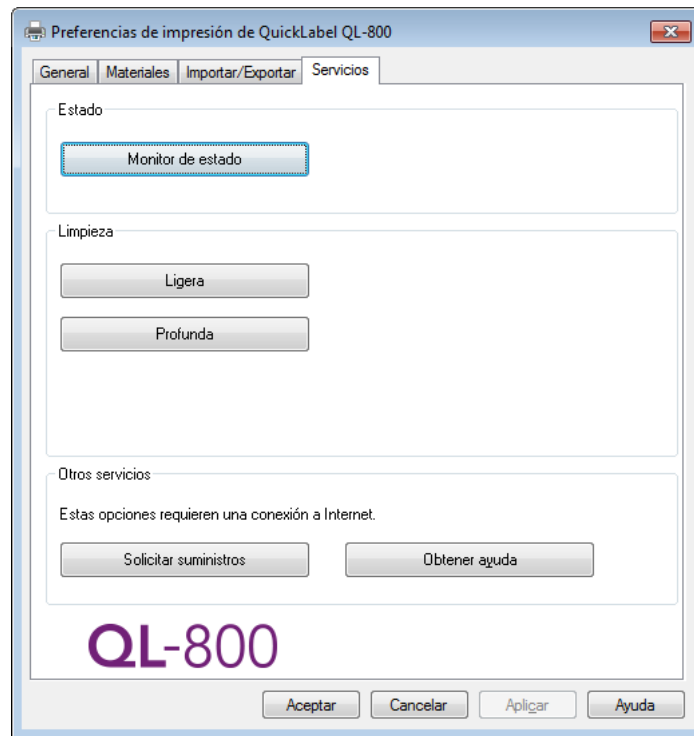 Preferencias de impresión de QuickLabel QL-800
General Materiales Importar/Exportar Servicios
Estado
Monitor de estado
Limpieza
Ligera
Profunda
Otros servicios
Estas opciones requieren una conexión a Internet.
Solicitar suministros Obtener ayuda
QL-800
Aceptar Cancelar Aplicar Ayuda